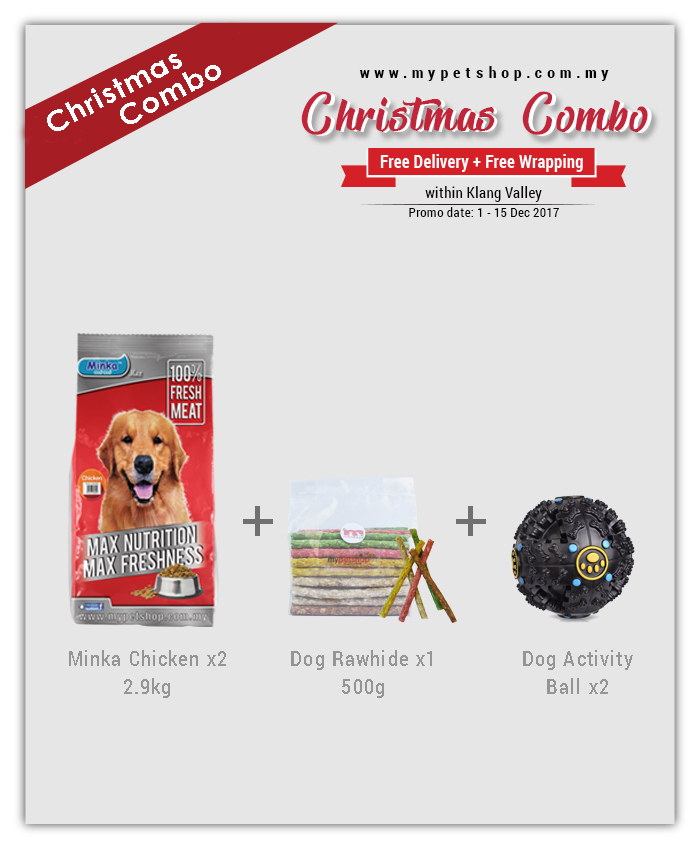 Christmas
Combo
www.mypetshop.com.my
Christmas Combo
Free Delivery + Free Wrapping
within Klang Valley
Promo date: 1 - 15 Dec 2017
Minka
100%
FRESH
MEAT
Chicken
MAX NUTRITION
MAX FRESHNESS
www.mypetshop.com.my
mypetshop
Minka Chicken x2
2.9kg
Dog Rawhide x1
500g
Dog Activity
Ball x2